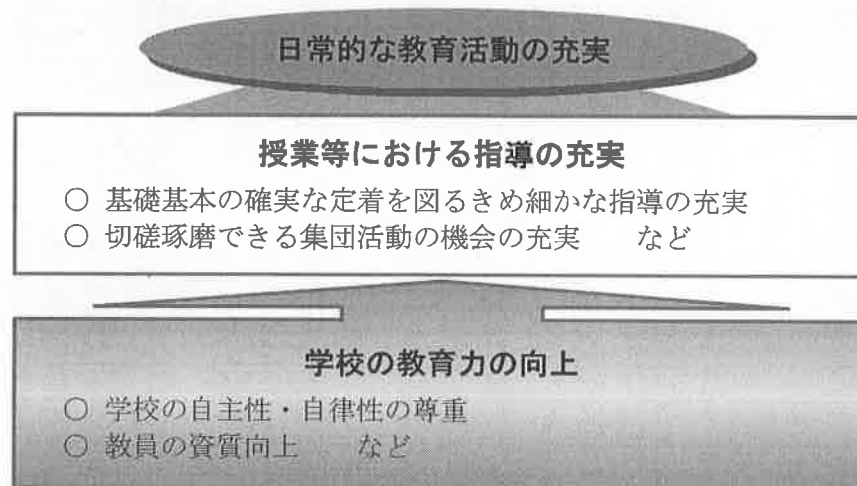 日常的な教育活動の充実
授業等における指導の充実
○ 基礎基本の確実な定着を図るきめ細かな指導の充実
○ 切磋琢磨できる集団活動の機会の充実　　など
学校の教育力の向上
○ 学校の自主性・自律性の尊重
○ 教員の資質向上　　など